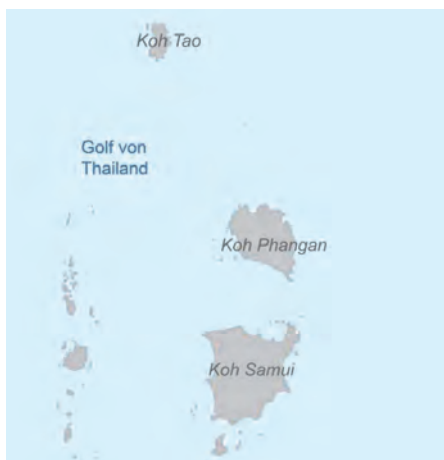 Koh Tao
Golf von
Thailand
Koh Phangan
Koh Samui